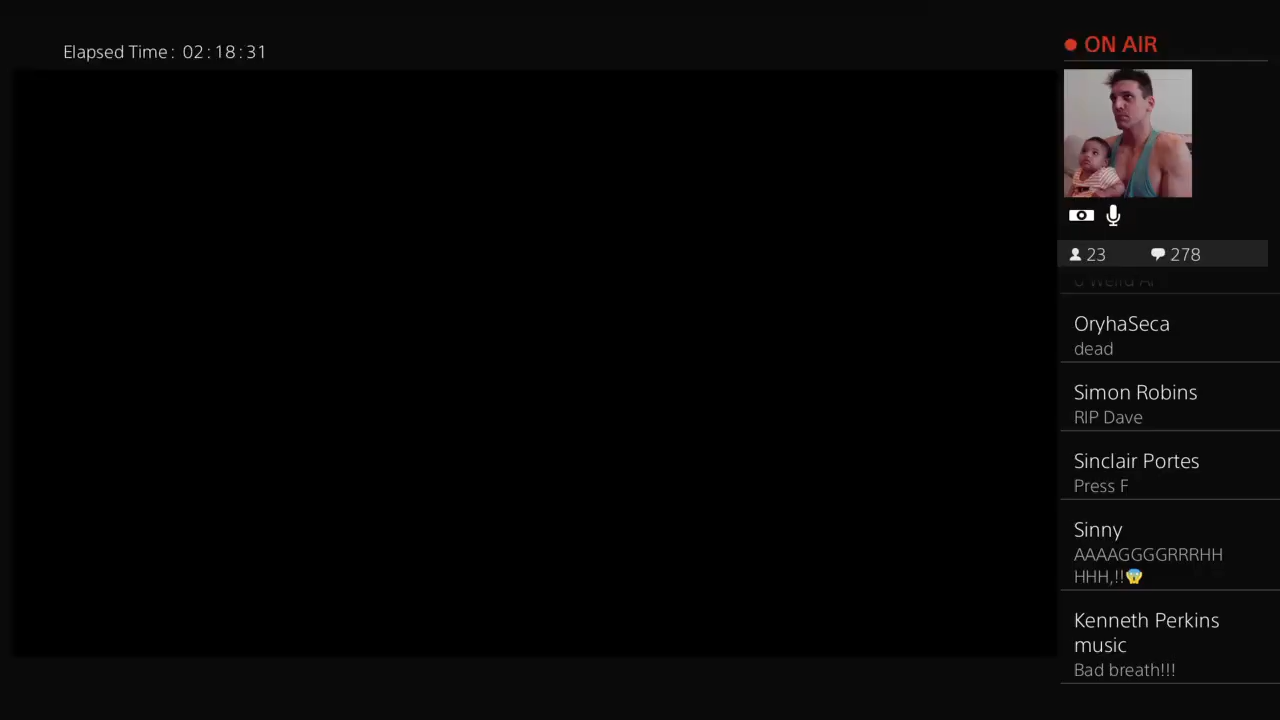 Elapsed Time: 02:18:31
ON AIR
23 278
OryhaSeca
dead
Simon Robins
RIP Dave
Sinclair Portes
Press F
Sinny
AAAAGGGGRRRHH
HHH,!!😱
Kenneth Perkins
music
Bad breath!!!